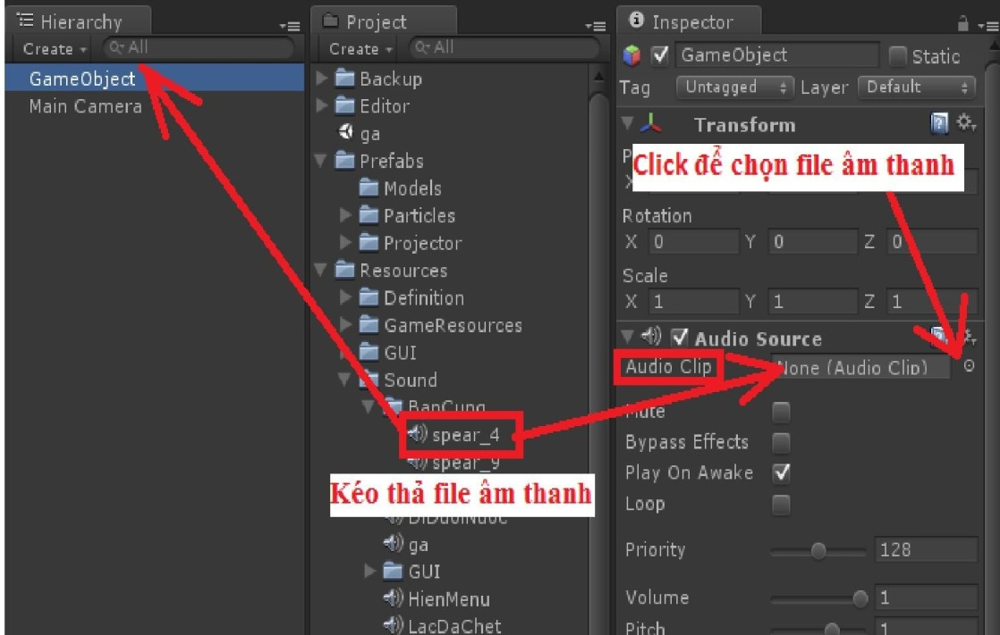 Hierarchy
Create
All
GameObject
Main Camera
Project
Create
All
Backup
Editor
ga
Prefabs
Models
Particles
Projector
Resources
Definition
GameResources
GUI
Sound
BanCung
spear_4
spear_9
Kéo thả file âm thanh
DiDuoiNuoc
ga
GUI
HienMenu
LacDaChet
Inspector
GameObject
Static
Tag Untagged Layer Default
Transform
Click để chọn file âm thanh
Rotation
X 0 Y 0 Z 0
Scale
X 1 Y 1 Z 1
Audio Source
Audio Clip None (Audio Clip)
Mute
Bypass Effects
Play On Awake
Loop
Priority 128
Volume 1
Pitch 1